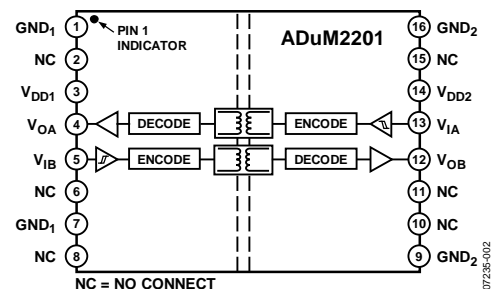 GND1 1 PIN 1 INDICATOR ADuM2201 16 GND2
NC 2 15 NC
VDD1 3 14 VDD2
VOA 4 DECODE ENCODE 13 VIA
VIB 5 ENCODE DECODE 12 VOB
NC 6 11 NC
GND1 7 10 NC
NC 8 9 GND2
NC = NO CONNECT
07235-002